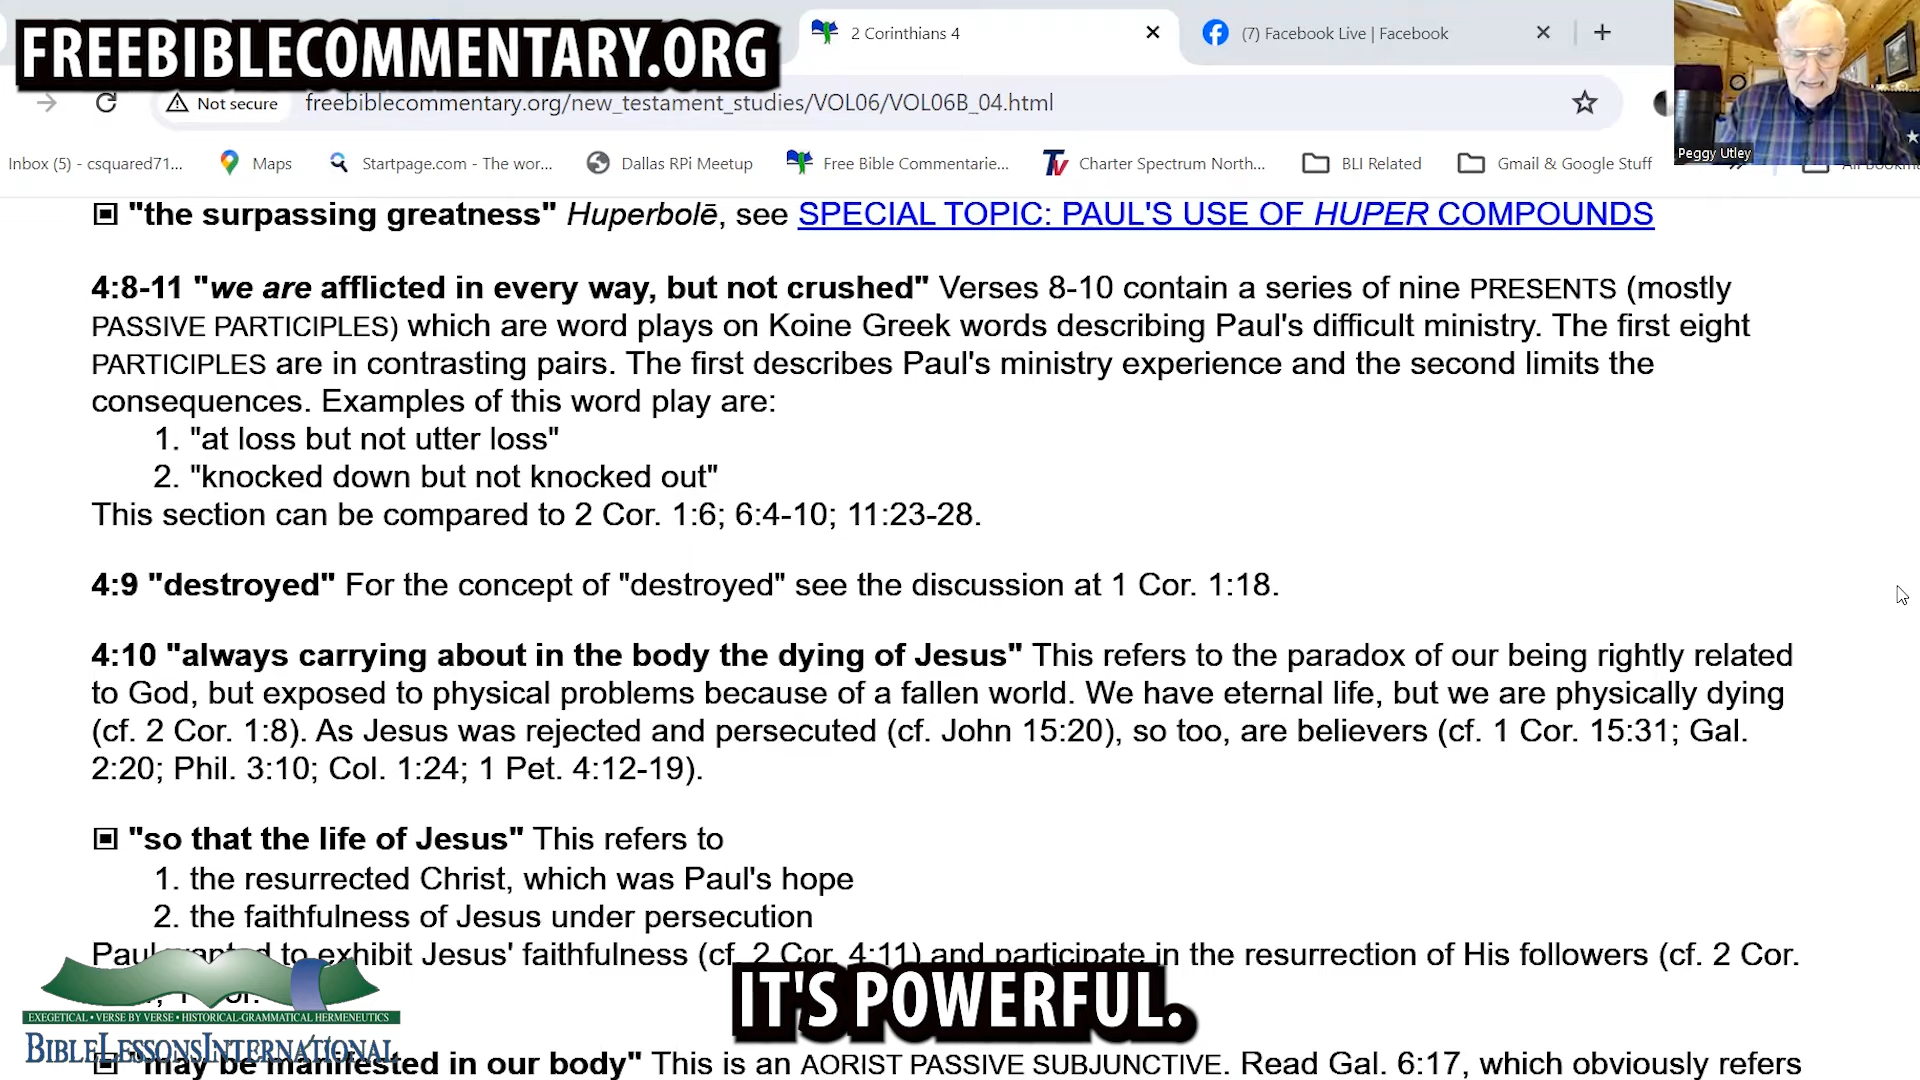 FREEBIBLECOMMENTARY.ORG
2 Corinthians 4
(7) Facebook Live | Facebook
Not secure
freebiblecommentary.org/new_testament_studies/VOL06/VOL06B_04.html
Peggy Utley
Inbox (5) - csquared71...
Maps
Startpage.com - The wor...
Dallas RPi Meetup
Free Bible Commentarie...
Charter Spectrum North...
BLI Related
Gmail & Google Stuff
"the surpassing greatness" Huperbolē, see SPECIAL TOPIC: PAUL'S USE OF HUPER COMPOUNDS
4:8-11 "we are afflicted in every way, but not crushed" Verses 8-10 contain a series of nine PRESENTS (mostly
PASSIVE PARTICIPLES) which are word plays on Koine Greek words describing Paul's difficult ministry. The first eight
PARTICIPLES are in contrasting pairs. The first describes Paul's ministry experience and the second limits the
consequences. Examples of this word play are:
1. "at loss but not utter loss"
2. "knocked down but not knocked out"
This section can be compared to 2 Cor. 1:6; 6:4-10; 11:23-28.
4:9 "destroyed" For the concept of "destroyed" see the discussion at 1 Cor. 1:18.
4:10 "always carrying about in the body the dying of Jesus" This refers to the paradox of our being rightly related
to God, but exposed to physical problems because of a fallen world. We have eternal life, but we are physically dying
(cf. 2 Cor. 1:8). As Jesus was rejected and persecuted (cf. John 15:20), so too, are believers (cf. 1 Cor. 15:31; Gal.
2:20; Phil. 3:10; Col. 1:24; 1 Pet. 4:12-19).
"so that the life of Jesus" This refers to
1. the resurrected Christ, which was Paul's hope
2. the faithfulness of Jesus under persecution
Paul wanted to exhibit Jesus' faithfulness (cf. 2 Cor. 4:11) and participate in the resurrection of His followers (cf. 2 Cor.
IT'S POWERFUL.
EXEGETICAL • VERSE BY VERSE • HISTORICAL-GRAMMATICAL HERMENEUTICS
BIBLELESSONSINTERNATIONAL
"may be manifested in our body" This is an AORIST PASSIVE SUBJUNCTIVE. Read Gal. 6:17, which obviously refers